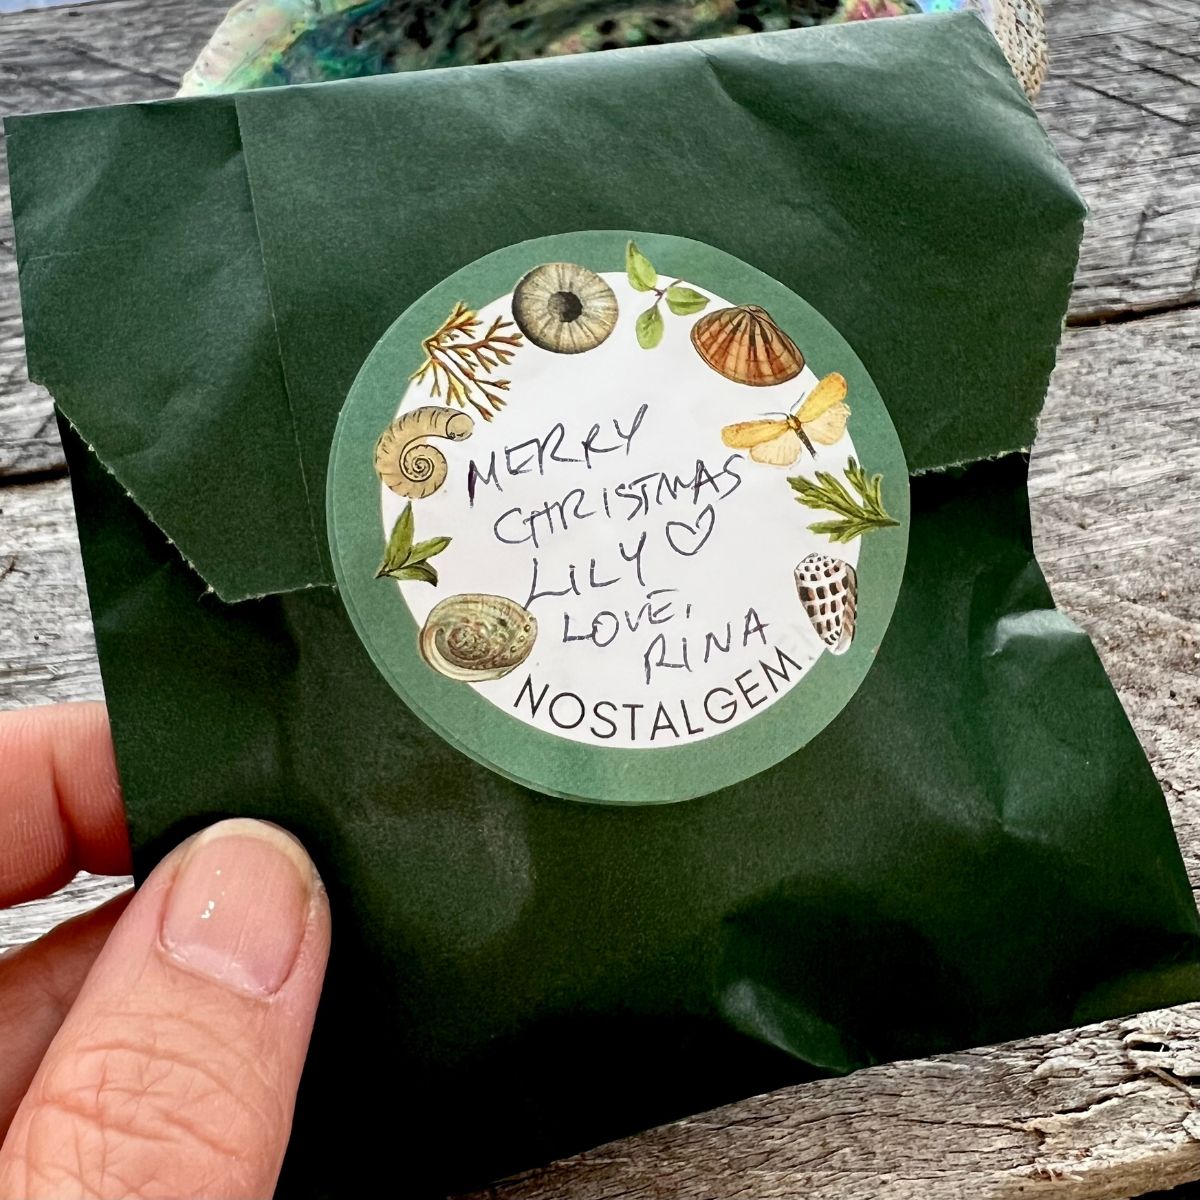 MERRY
CHRISTMAS
LILY ♡
LOVE,
RINA
NOSTALGEM